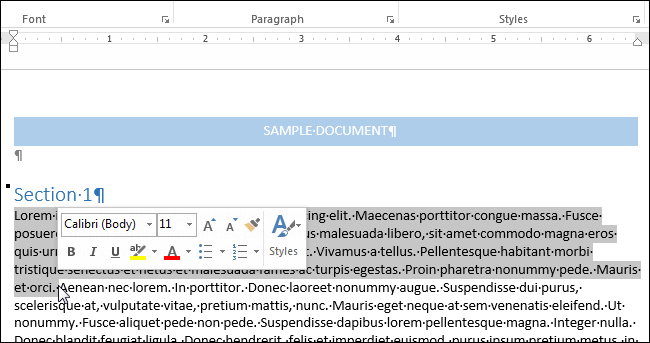 Font Paragraph Styles
1 2 3 4 5 6
SAMPLE·DOCUMENT¶
¶
Section·1¶
Lorem· ing·elit.·Maecenas·porttitor·congue·massa.·Fusce·
posuere us·malesuada·libero,·sit·amet·commodo·magna·eros·
quis·urn c.·Vivamus·a·tellus.·Pellentesque·habitant·morbi·
tristique·senectus·et·netus·et·malesuada·fames·ac·turpis·egestas.·Proin·pharetra·nonummy·pede.·Mauris·
et·orci.·Aenean·nec·lorem.·In·porttitor.·Donec·laoreet·nonummy·augue.·Suspendisse·dui·purus,·
scelerisque·at,·vulputate·vitae,·pretium·mattis,·nunc.·Mauris·eget·neque·at·sem·venenatis·eleifend.·Ut·
nonummy.·Fusce·aliquet·pede·non·pede.·Suspendisse·dapibus·lorem·pellentesque·magna.·Integer·nulla.·
Donec·blandit·feugiat·ligula.·Donec·hendrerit,·felis·et·imperdiet·euismod,·purus·ipsum·pretium·metus,·in·
Calibri (Body) 11 A A A
B I U ab A Styles